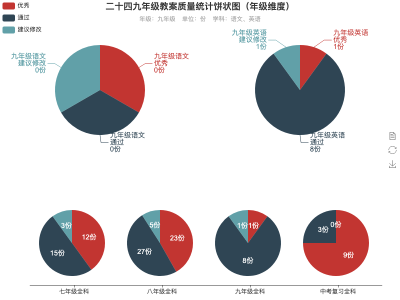 优秀
通过
建议修改
二十四九年级教案质量统计饼状图（年级维度）
年级：九年级 单位：份 学科：语文、英语
九年级语文
建议修改
0份
九年级语文
优秀
0份
九年级语文
通过
0份
九年级英语
建议修改
1份
九年级英语
优秀
1份
九年级英语
通过
8份
3份
12份
15份
5份
23份
27份
1份
1份
8份
0份
3份
9份
七年级全科
八年级全科
九年级全科
中考复习全科